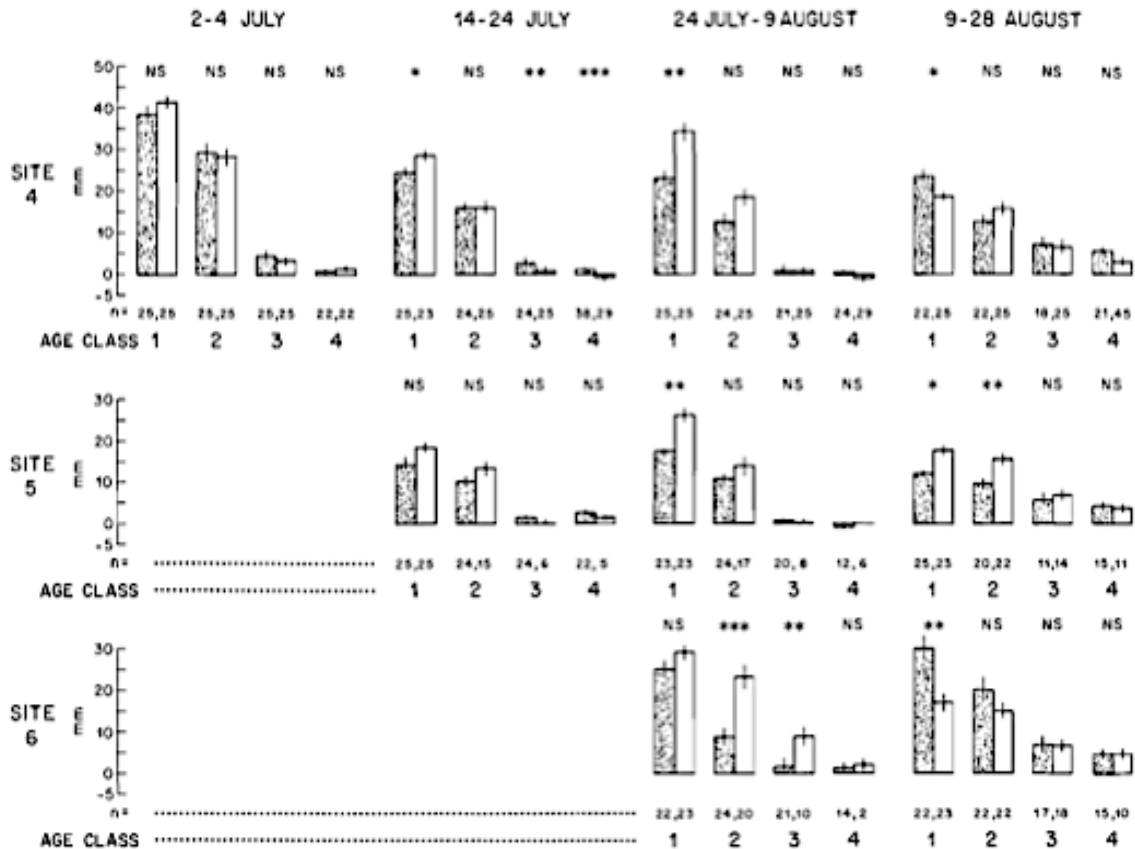 2-4 JULY 14-24 JULY 24 JULY-9 AUGUST 9-28 AUGUST
NS NS NS NS * NS ** *** ** NS NS NS * NS NS NS
50
40
30
20
10
0
-5
SITE
4
mm
n= 25,25 25,25 25,25 22,22 25,23 24,25 24,25 38,29 25,25 24,25 21,25 24,29 22,25 22,25 18,25 21,45
AGE CLASS 1 2 3 4 1 2 3 4 1 2 3 4 1 2 3 4
NS NS NS NS ** NS NS NS * ** NS NS
30
20
10
0
-5
SITE
5
mm
n= 25,25 24,15 24,6 22,5 23,23 24,17 20,8 12,6 25,23 20,22 11,14 15,11
AGE CLASS 1 2 3 4 1 2 3 4 1 2 3 4
NS *** ** NS ** NS NS NS
30
20
10
0
-5
SITE
6
mm
n= 22,23 24,20 21,10 14,2 22,23 22,22 17,18 15,10
AGE CLASS 1 2 3 4 1 2 3 4